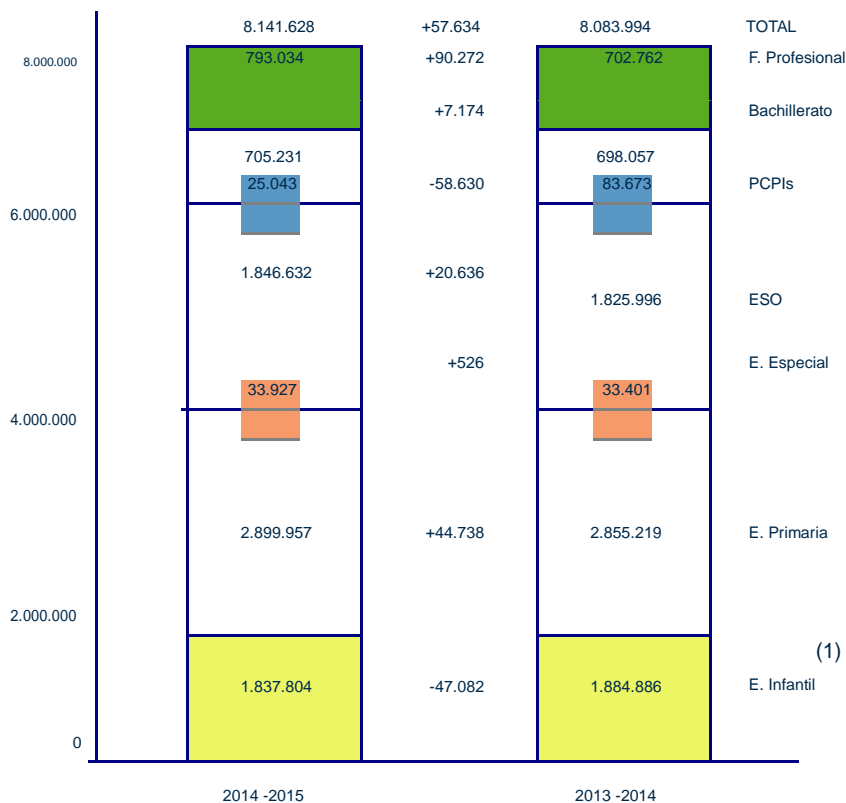 8.141.628 +57.634 8.083.994 TOTAL
8.000.000 793.034 +90.272 702.762 F. Profesional
+7.174 Bachillerato
705.231 698.057
25.043 -58.630 83.673 PCPIs
6.000.000
1.846.632 +20.636
1.825.996 ESO
+526 E. Especial
33.927 33.401
4.000.000
2.899.957 +44.738 2.855.219 E. Primaria
2.000.000
(1)
1.837.804 -47.082 1.884.886 E. Infantil
0
2014 -2015 2013 -2014